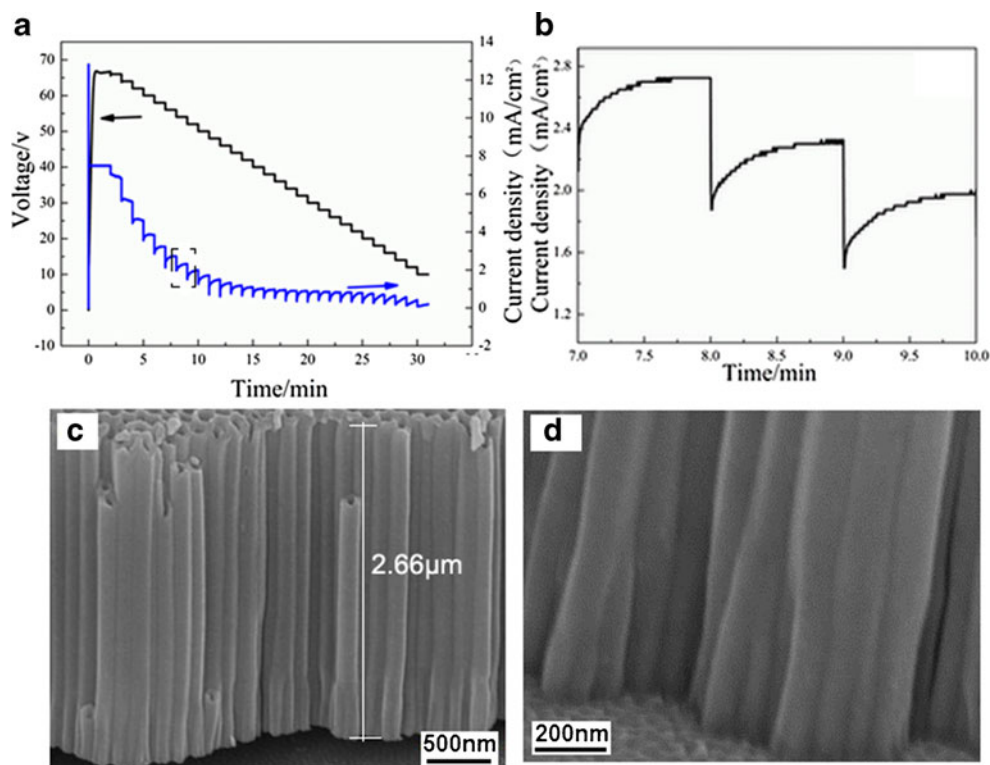 a
70
60
50
40
30
20
10
0
-10
Voltage/v
0 5 10 15 20 25 30
Time/min
14
12
10
8
6
4
2
0
-2
Current density (mA/cm²)
b
2.8
2.4
2.0
1.6
1.2
Current density (mA/cm²)
7.0 7.5 8.0 8.5 9.0 9.5 10.0
Time/min
c
2.66μm
500nm
d
200nm